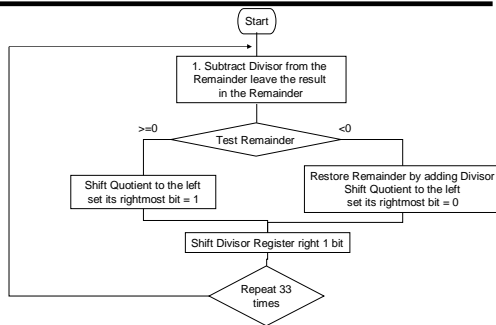 Start
1. Subtract Divisor from the
Remainder leave the result
in the Remainder
>=0
<0
Test Remainder
Shift Quotient to the left
set its rightmost bit = 1
Restore Remainder by adding Divisor
Shift Quotient to the left
set its rightmost bit = 0
Shift Divisor Register right 1 bit
Repeat 33
times